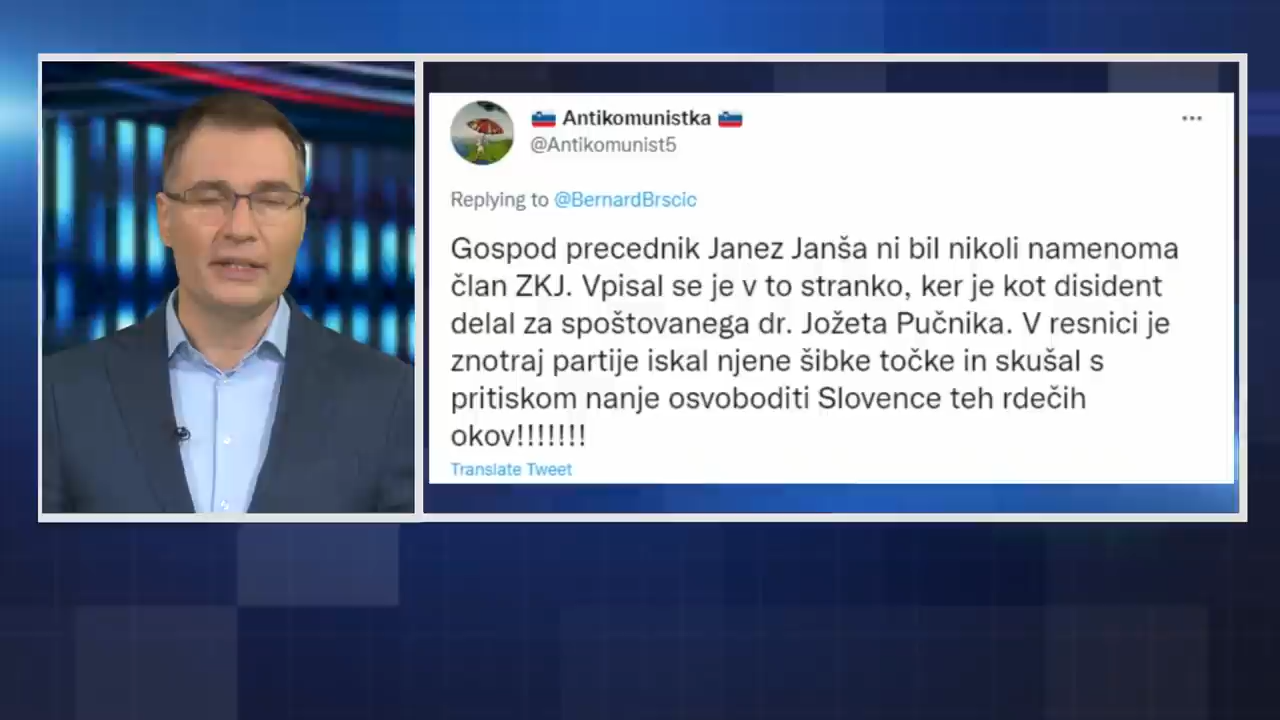 Antikomunistka
@Antikomunist5
Replying to @BernardBrscic
Gospod precednik Janez Janša ni bil nikoli namenoma
član ZKJ. Vpisal se je v to stranko, ker je kot disident
delal za spoštovanega dr. Jožeta Pučnika. V resnici je
znotraj partije iskal njene šibke točke in skušal s
pritiskom nanje osvoboditi Slovence teh rdečih
okov!!!!!!!
Translate Tweet